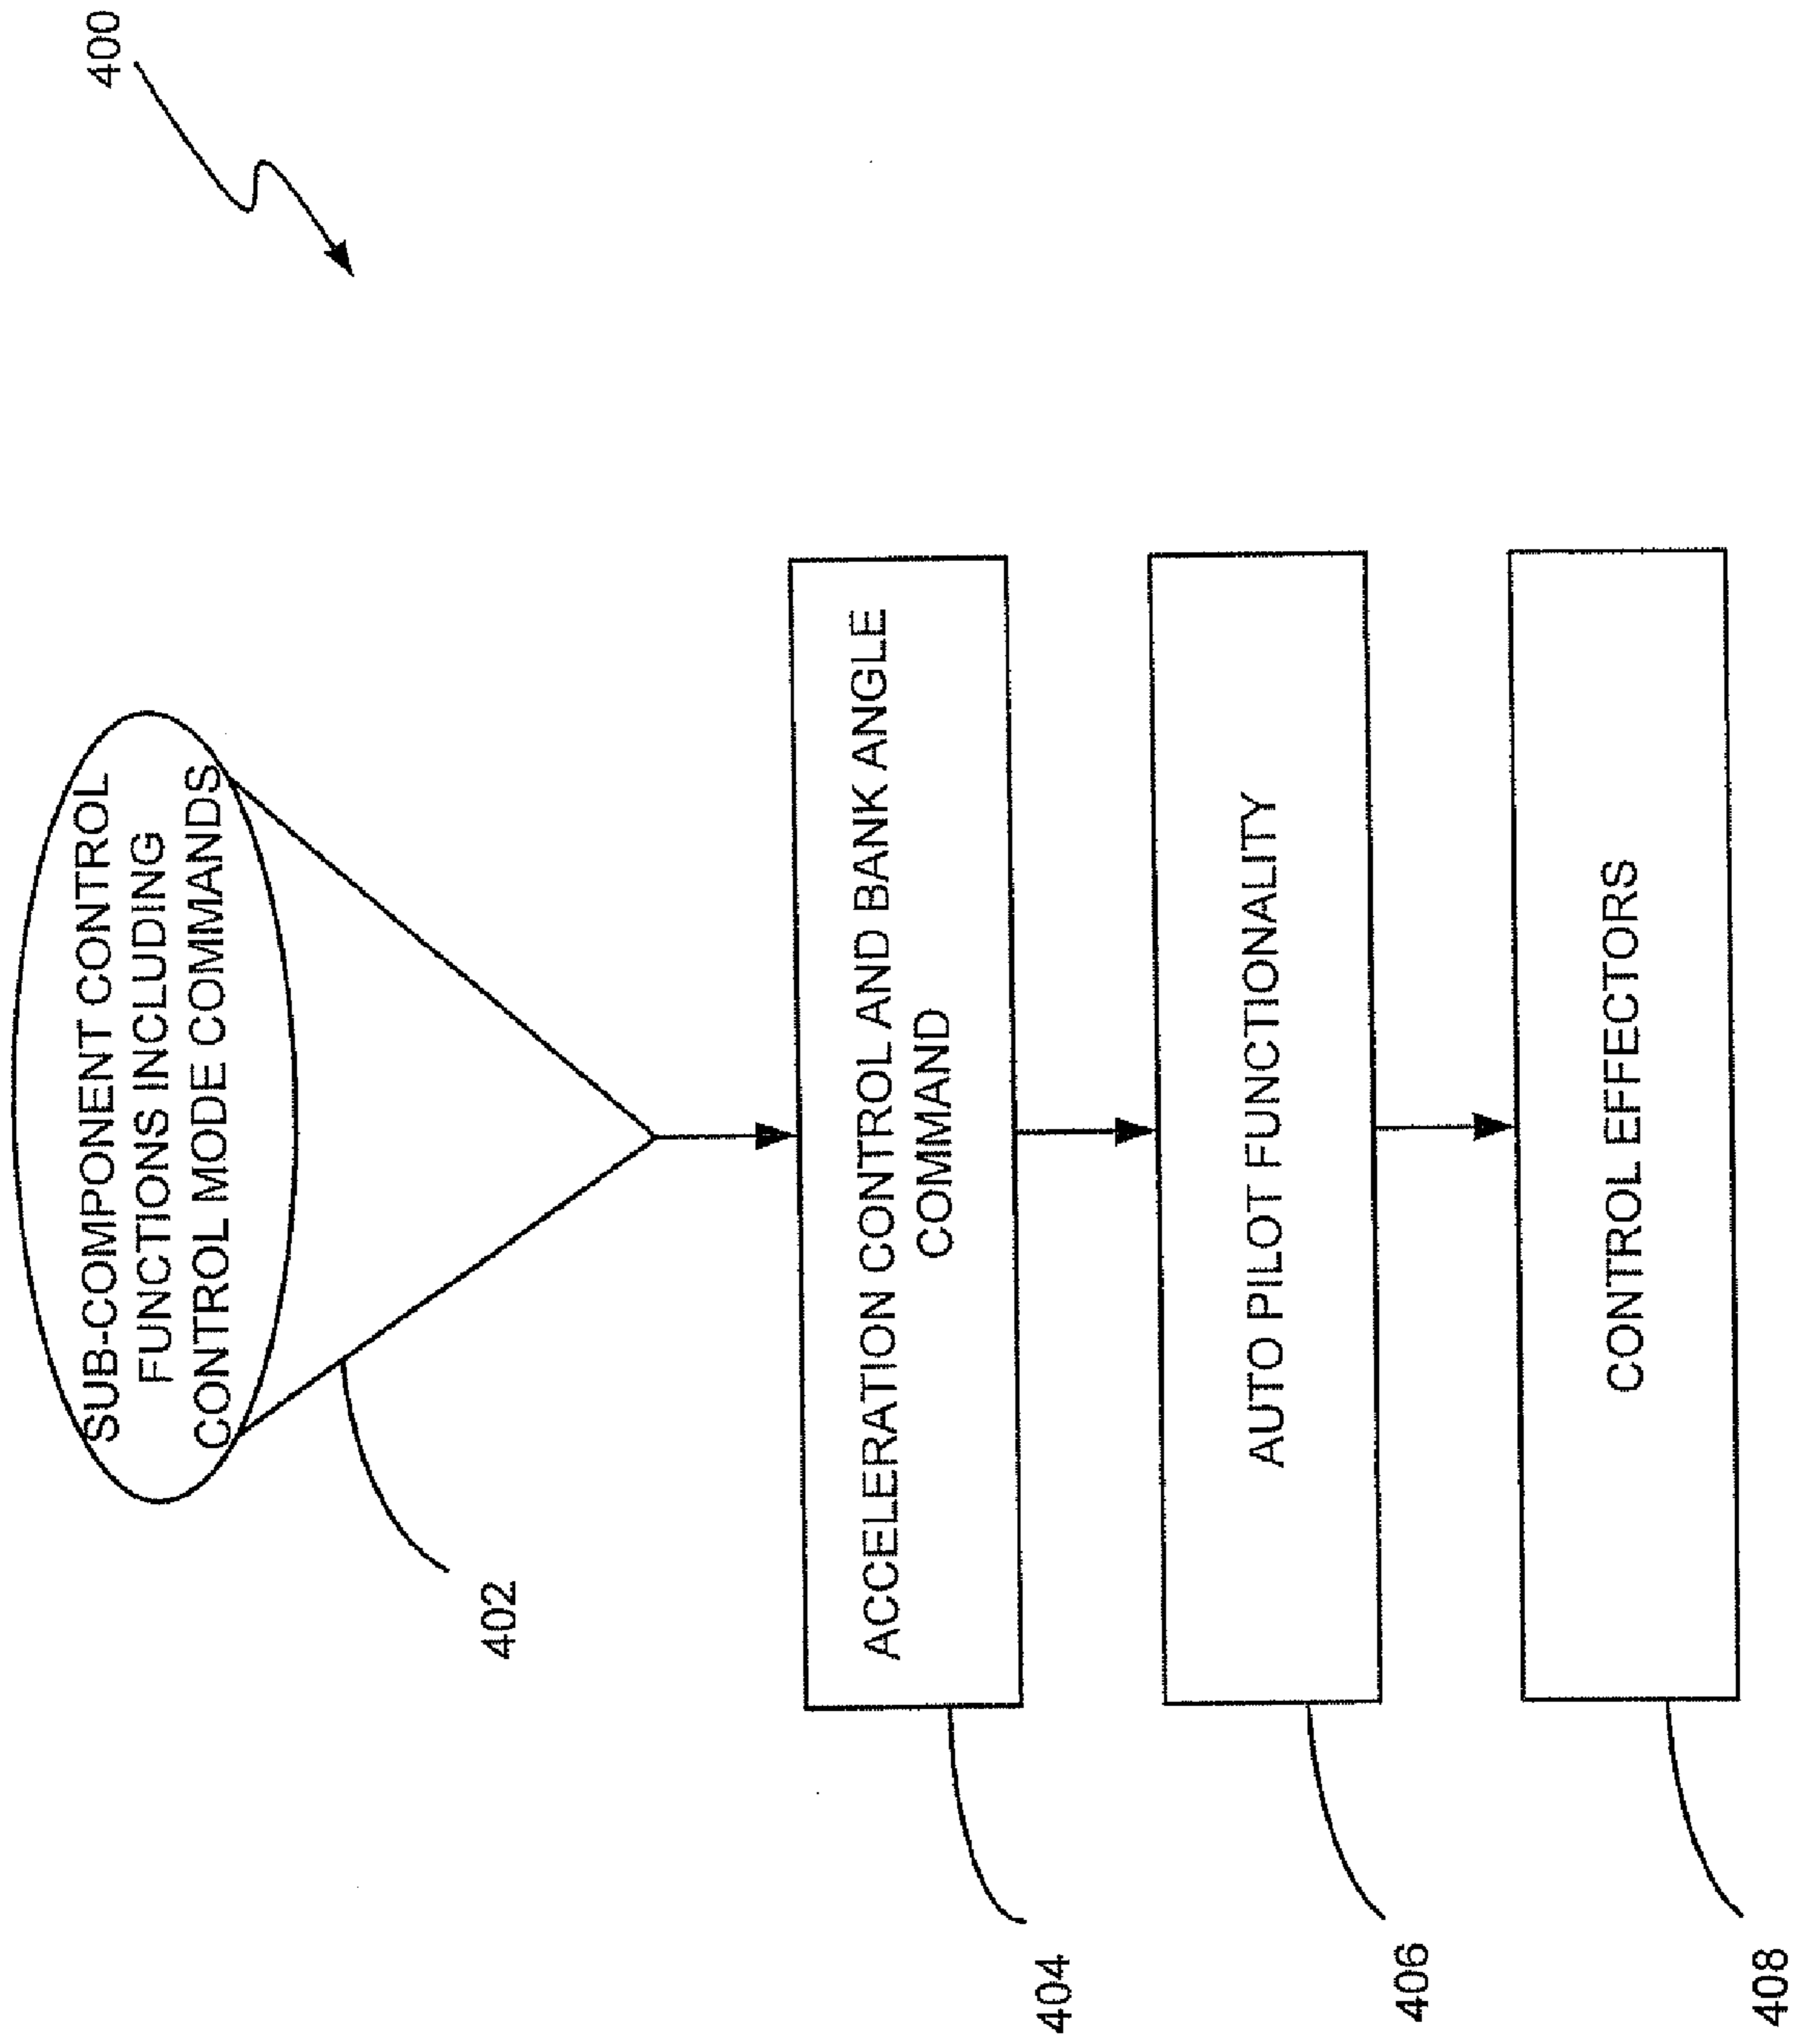 400
SUB-COMPONENT CONTROL
FUNCTIONS INCLUDING
CONTROL MODE COMMANDS
402
ACCELERATION CONTROL AND BANK ANGLE
COMMAND
404
AUTO PILOT FUNCTIONALITY
406
CONTROL EFFECTORS
408